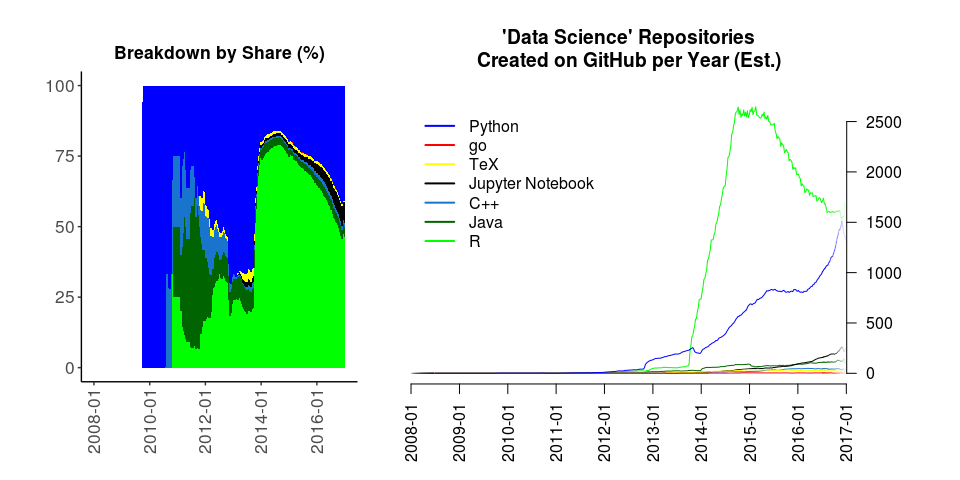 Breakdown by Share (%)
100
75
50
25
0
2008-01
2010-01
2012-01
2014-01
2016-01
'Data Science' Repositories
Created on GitHub per Year (Est.)
Python
go
TeX
Jupyter Notebook
C++
Java
R
2500
2000
1500
1000
500
0
2008-01
2009-01
2010-01
2011-01
2012-01
2013-01
2014-01
2015-01
2016-01
2017-01